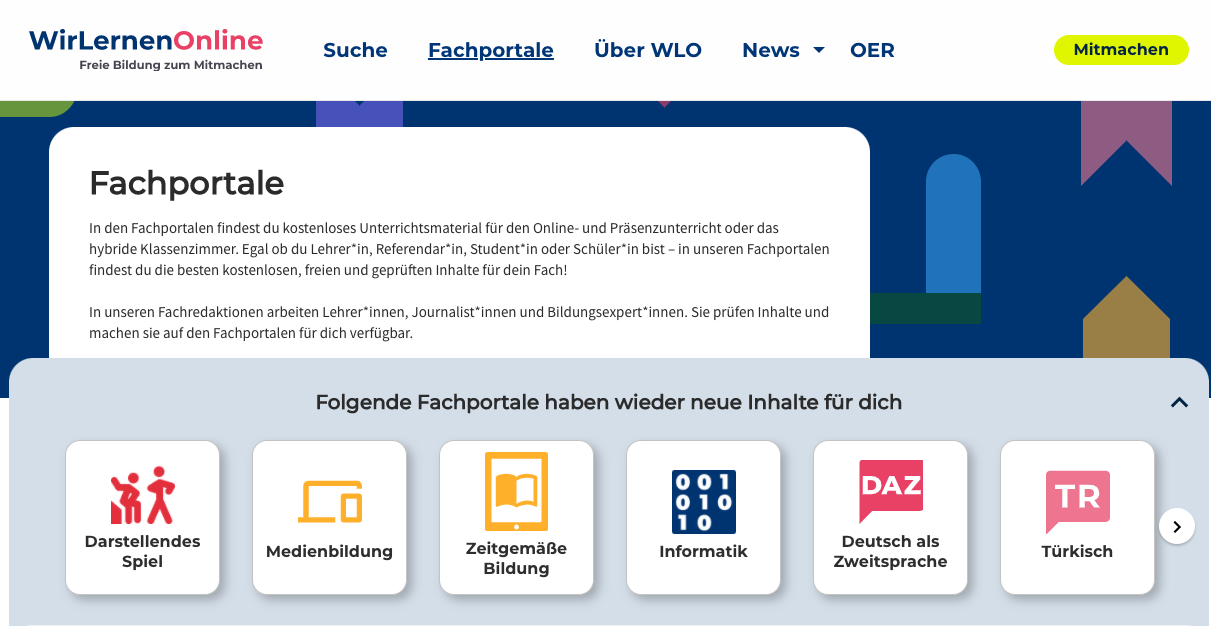 WirLernenOnline
Freie Bildung zum Mitmachen
Suche
Fachportale
Über WLO
News
OER
Mitmachen
Fachportale
In den Fachportalen findest du kostenloses Unterrichtsmaterial für den Online- und Präsenzunterricht oder das
hybride Klassenzimmer. Egal ob du Lehrer*in, Referendar*in, Student*in oder Schüler*in bist – in unseren Fachportalen
findest du die besten kostenlosen, freien und geprüften Inhalte für dein Fach!
In unseren Fachredaktionen arbeiten Lehrer*innen, Journalist*innen und Bildungsexpert*innen. Sie prüfen Inhalte und
machen sie auf den Fachportalen für dich verfügbar.
Folgende Fachportale haben wieder neue Inhalte für dich
Darstellendes
Spiel
Medienbildung
Zeitgemäße
Bildung
001
010
10
Informatik
DAZ
Deutsch als
Zweitsprache
TR
Türkisch